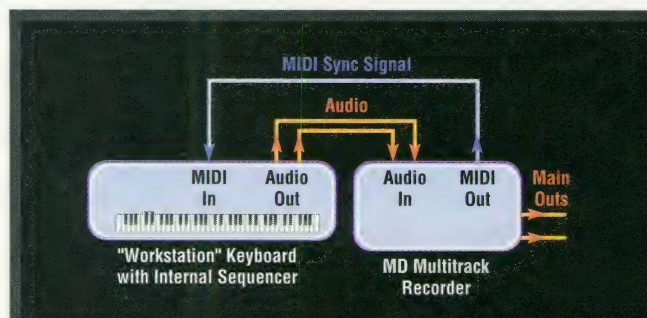 MIDI Sync Signal
Audio
MIDI In
Audio Out
Audio In
MIDI Out
Main Outs
"Workstation" Keyboard
with Internal Sequencer
MD Multitrack
Recorder